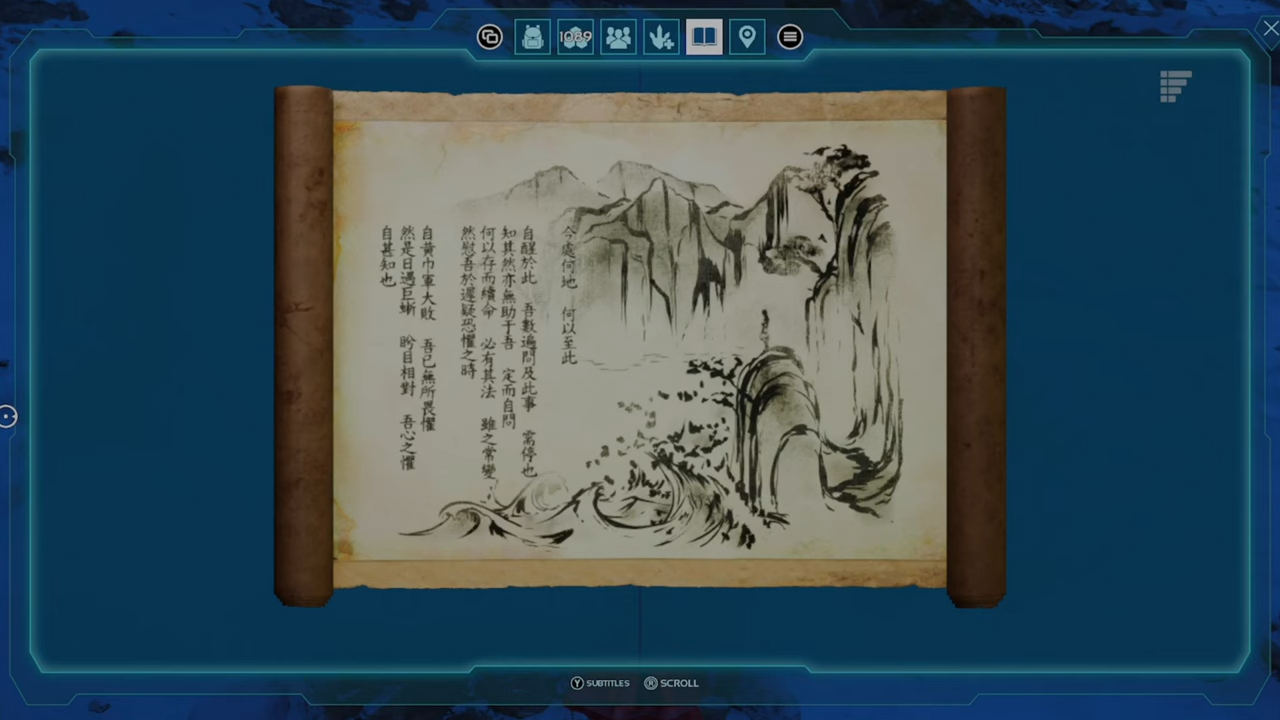 1089
今處何地　何以至此
自醒於此　吾數遍問及此事　需停也
知其然亦無助于吾　定而自問
何以存而續命　必有其法　雖之常變
然慰吾於遲疑恐懼之時
自黃巾軍大敗　吾已無所畏懼
然是日遇巨蜥　昤目相對　吾心之懼
自甚知也
Y SUBTITLES
R SCROLL